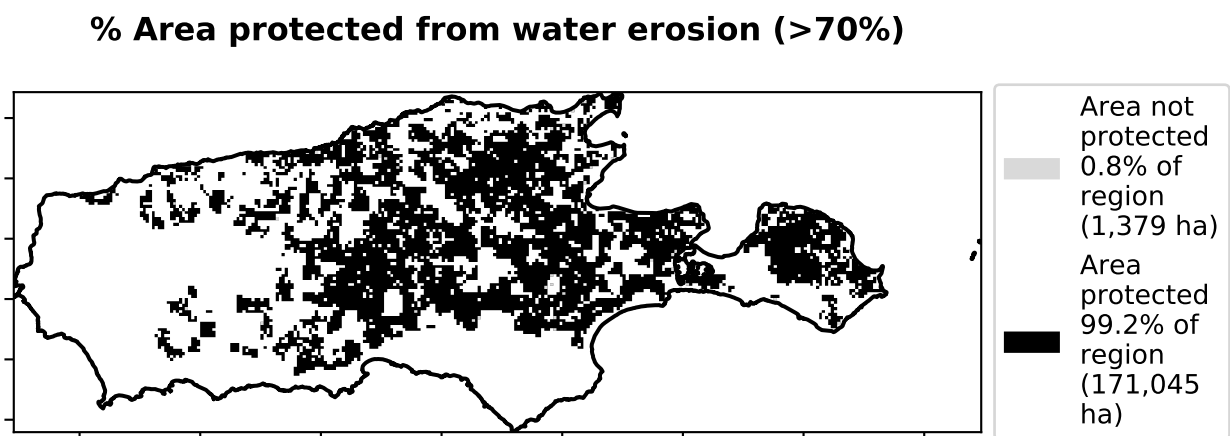 % Area protected from water erosion (>70%)
Area not
protected
0.8% of
region
(1,379 ha)
Area
protected
99.2% of
region
(171,045
ha)